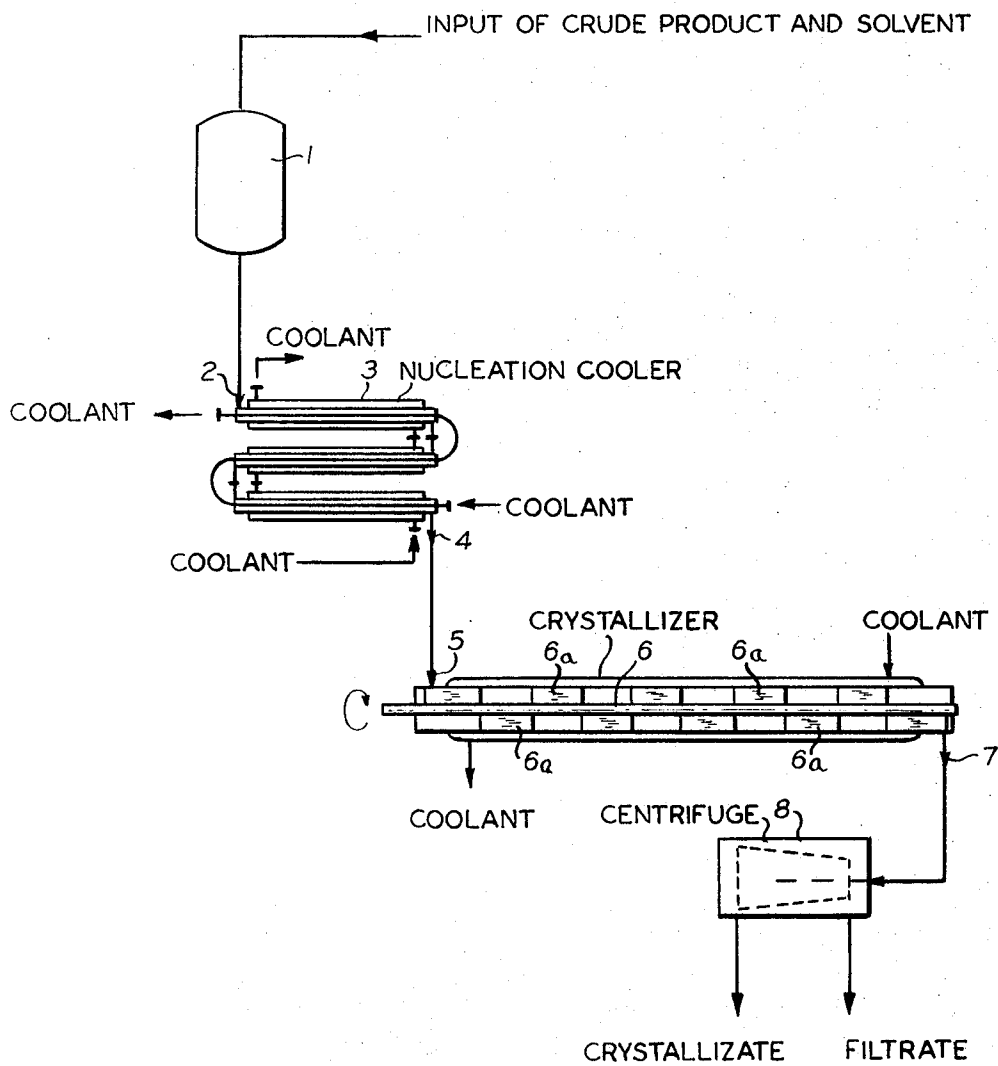 INPUT OF CRUDE PRODUCT AND SOLVENT
1
COOLANT
2
3
NUCLEATION COOLER
COOLANT
COOLANT
4
COOLANT
CRYSTALLIZER
COOLANT
5
6a
6
6a
6a
6a
7
COOLANT
CENTRIFUGE
8
CRYSTALLIZATE
FILTRATE